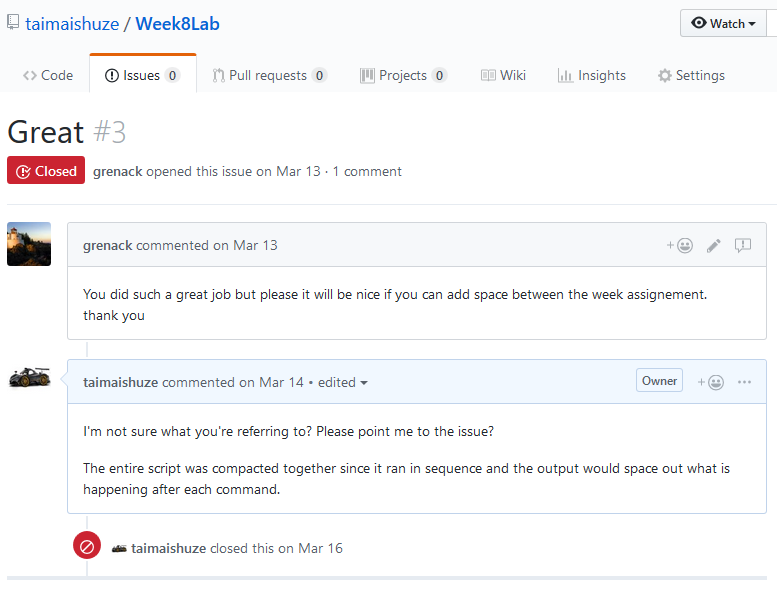 taimaishuze / Week8Lab
Watch
Code
Issues 0
Pull requests 0
Projects 0
Wiki
Insights
Settings
Great #3
Closed
grenack opened this issue on Mar 13 · 1 comment
grenack commented on Mar 13
You did such a great job but please it will be nice if you can add space between the week assignement.
thank you
taimaishuze commented on Mar 14 • edited
Owner
I'm not sure what you're referring to? Please point me to the issue?
The entire script was compacted together since it ran in sequence and the output would space out what is
happening after each command.
taimaishuze closed this on Mar 16